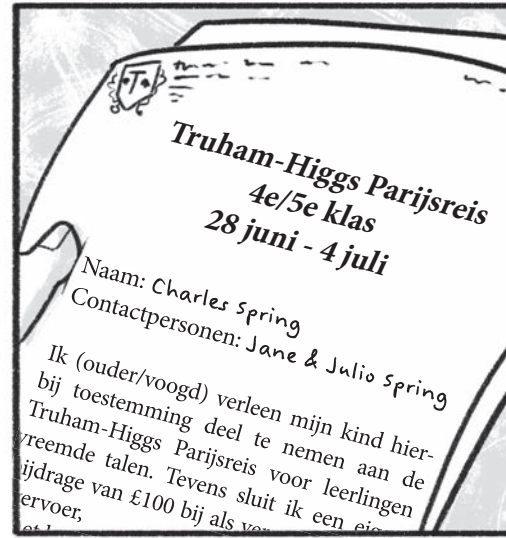 T
Truham-Higgs Parijsreis
4e/5e klas
28 juni - 4 juli
Naam: Charles Spring
Contactpersonen: Jane & Julio Spring
Ik (ouder/voogd) verleen mijn kind hier-
bij toestemming deel te nemen aan de
Truham-Higgs Parijsreis voor leerlingen
vreemde talen. Tevens sluit ik een
van £100 bij als